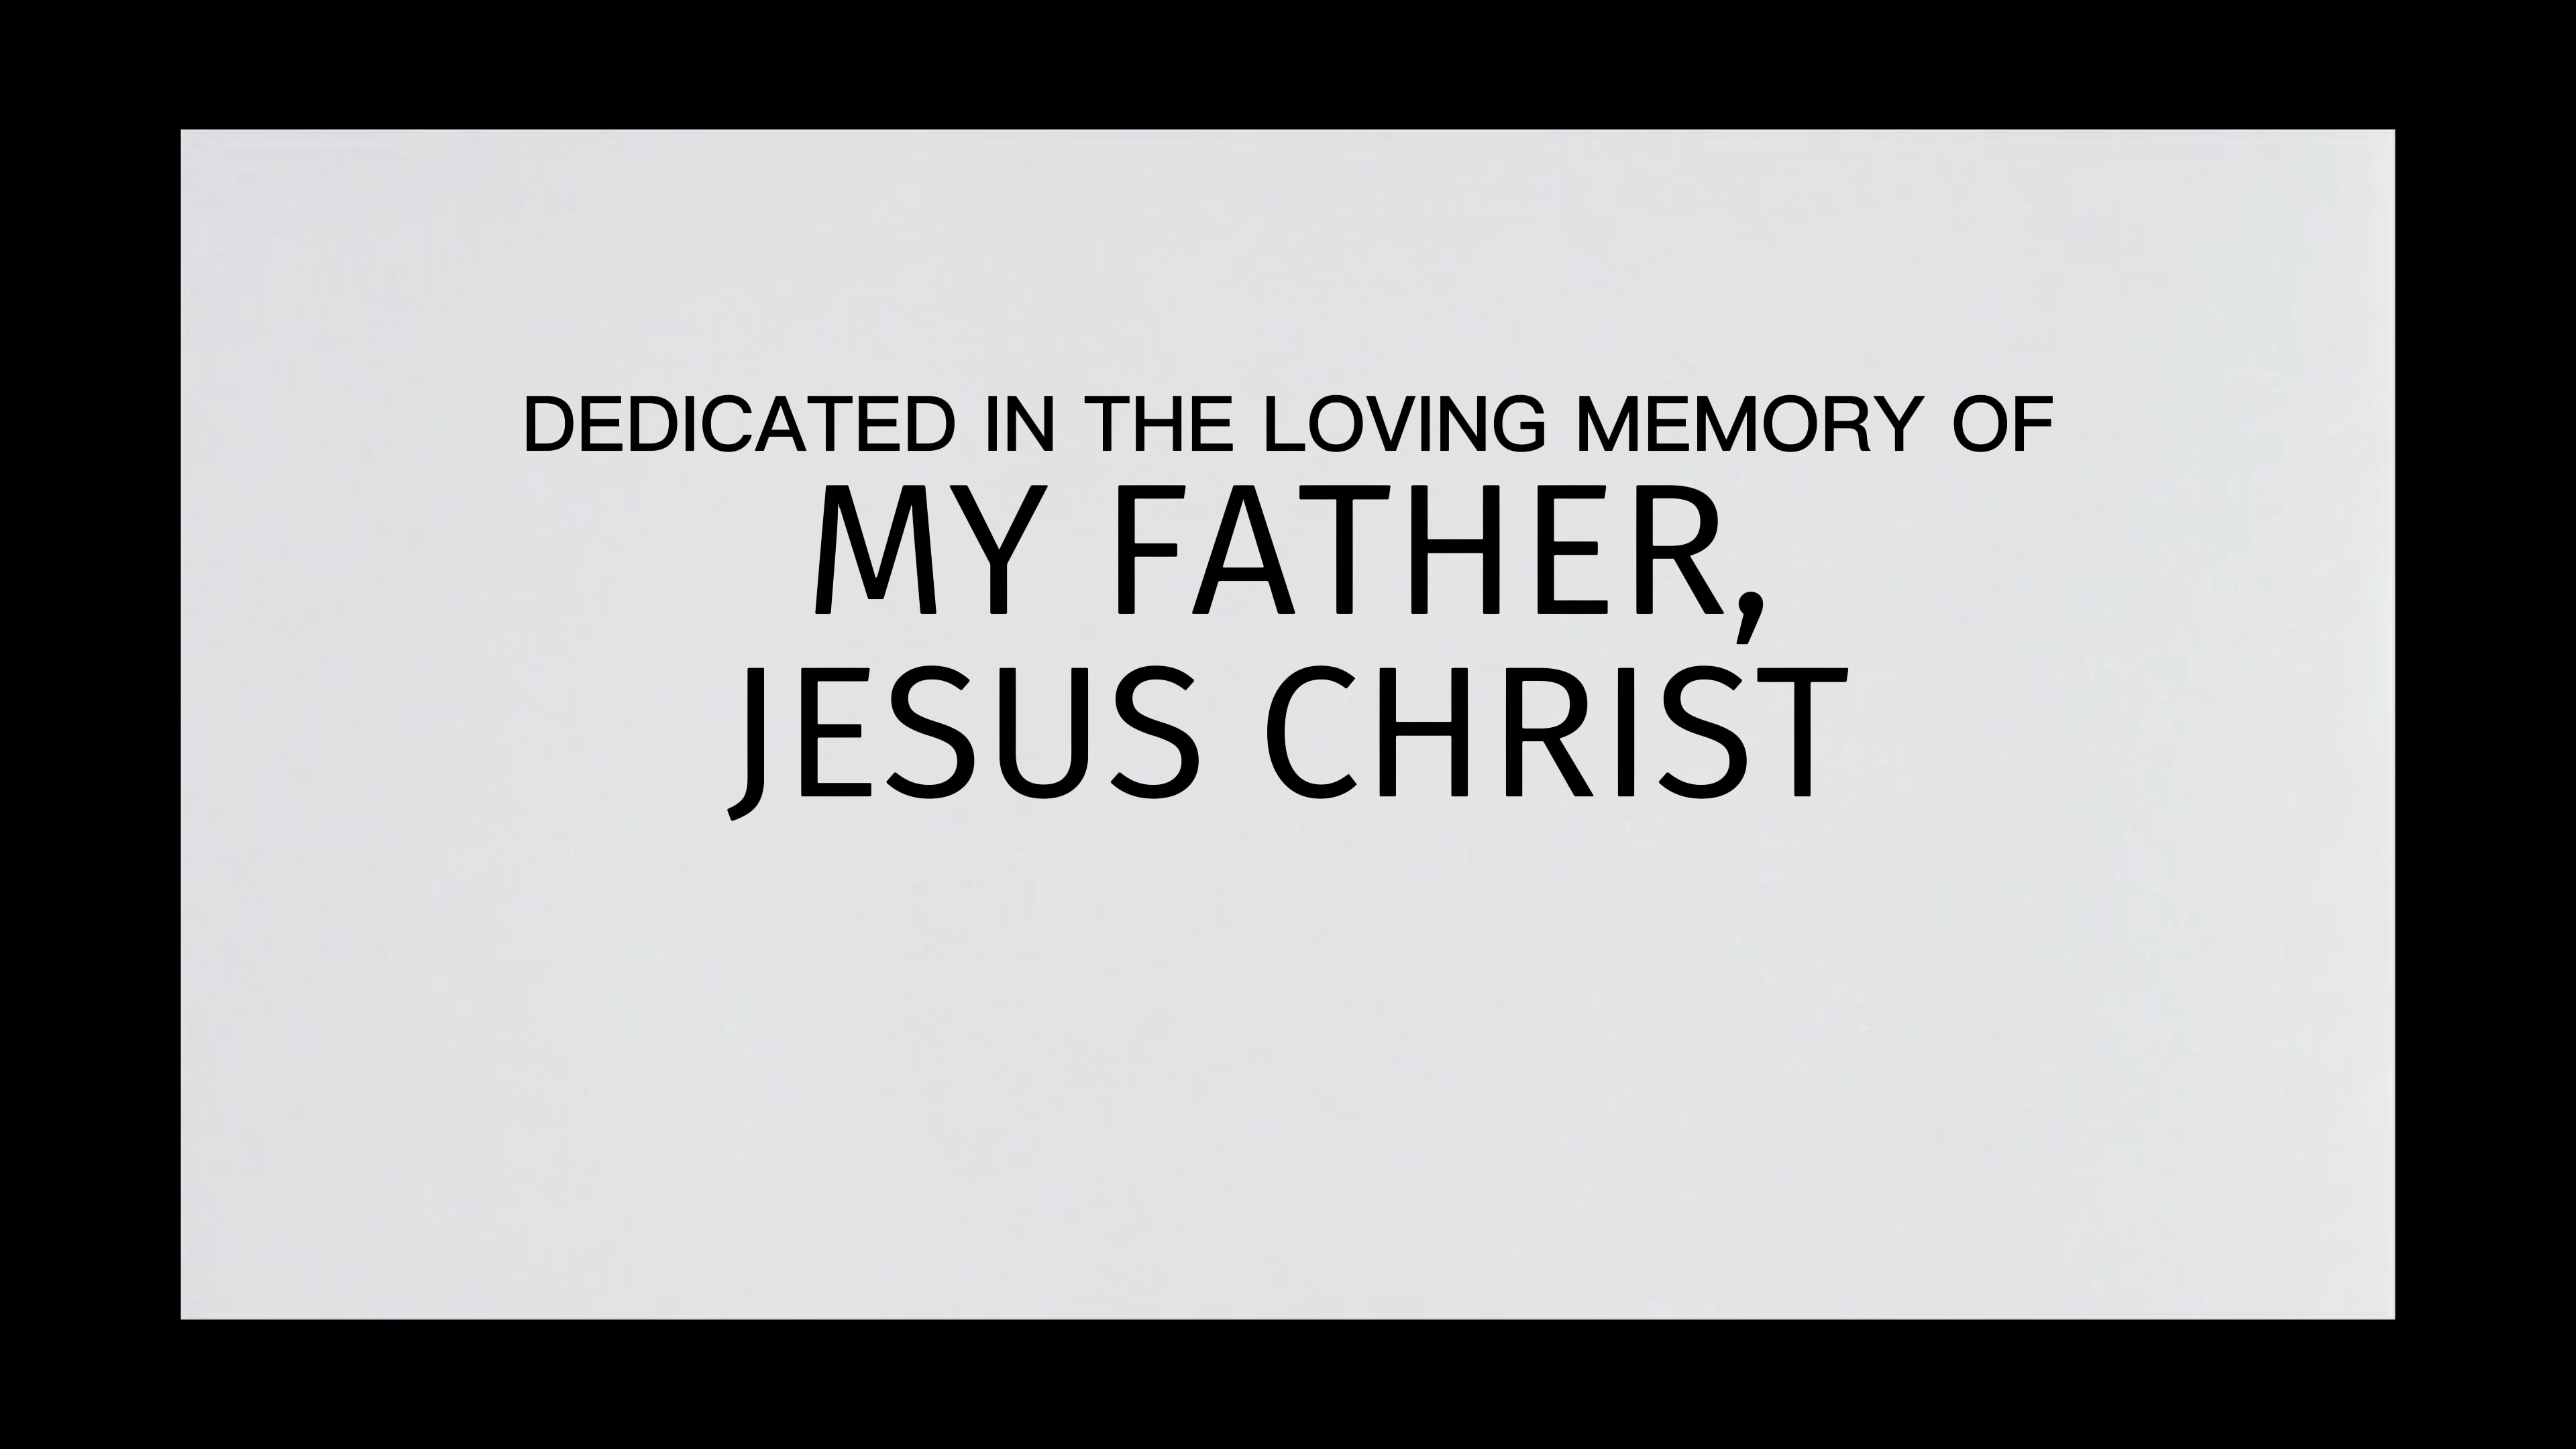 DEDICATED IN THE LOVING MEMORY OF
MY FATHER,
JESUS CHRIST